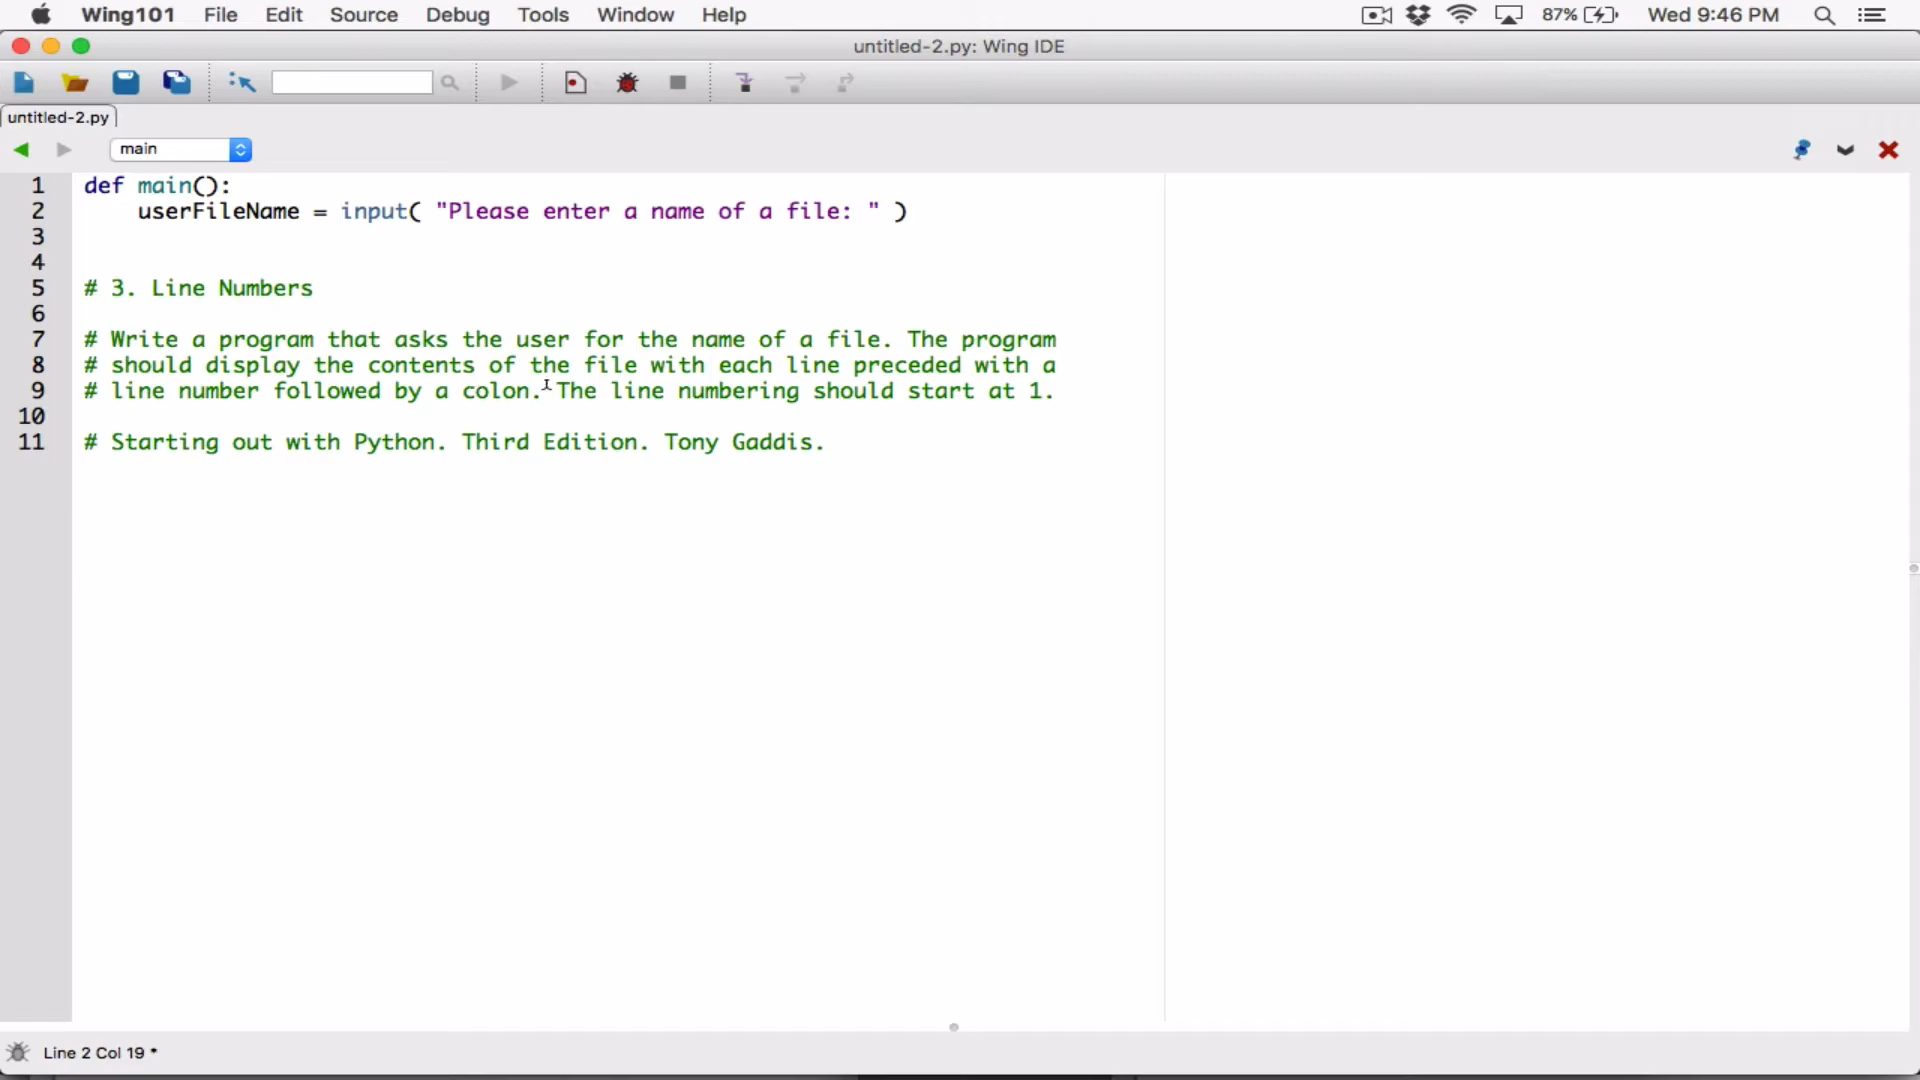 Wing101 File Edit Source Debug Tools Window Help 87% Wed 9:46 PM
untitled-2.py: Wing IDE
untitled-2.py
main
1 def main():
2 userFileName = input( "Please enter a name of a file: " )
3
4
5 # 3. Line Numbers
6
7 # Write a program that asks the user for the name of a file. The program
8 # should display the contents of the file with each line preceded with a
9 # line number followed by a colon. The line numbering should start at 1.
10
11 # Starting out with Python. Third Edition. Tony Gaddis.
Line 2 Col 19 *